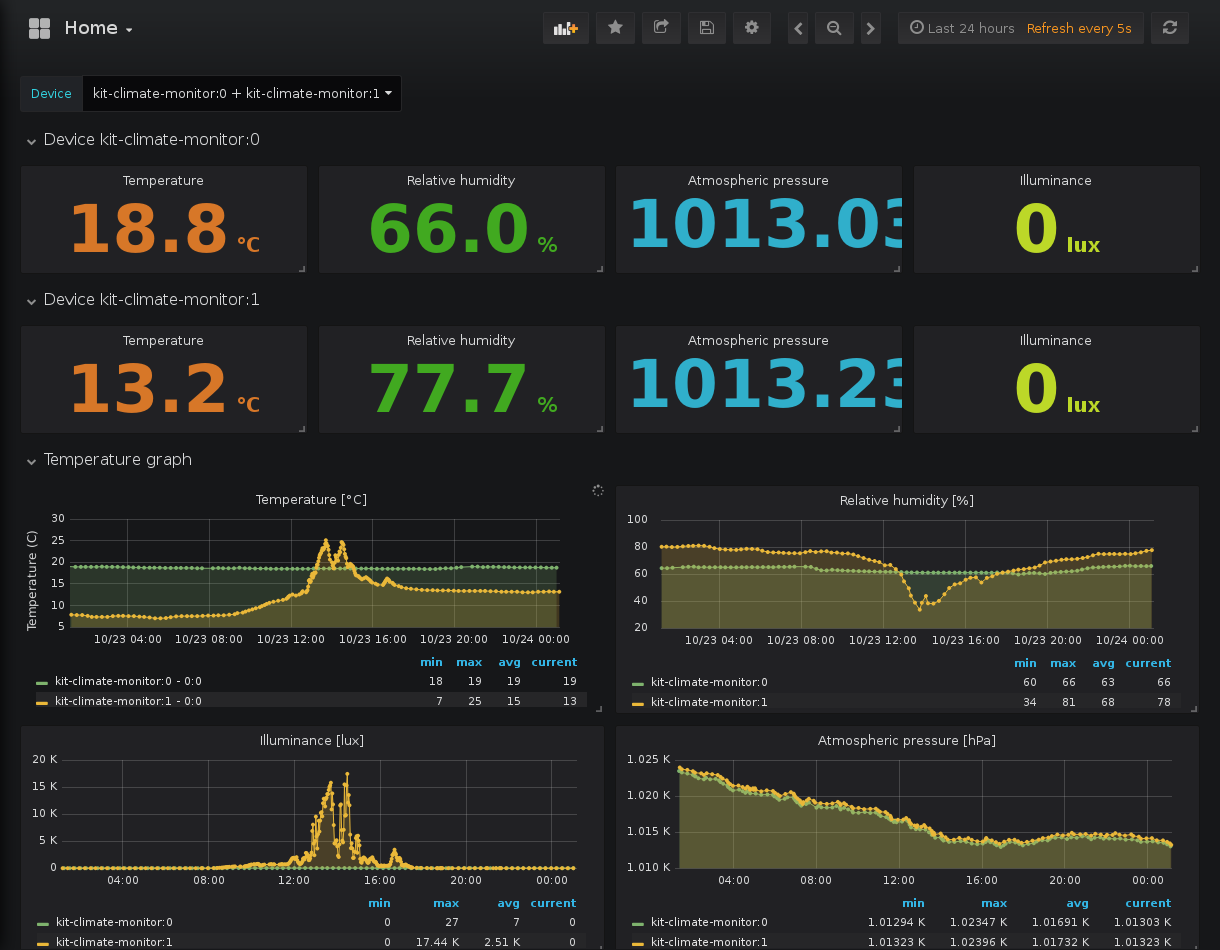 Home
Last 24 hours Refresh every 5s
Device kit-climate-monitor:0 + kit-climate-monitor:1
Device kit-climate-monitor:0
Temperature Relative humidity Atmospheric pressure Illuminance
18.8 °C 66.0 % 1013.03 0 lux
Device kit-climate-monitor:1
Temperature Relative humidity Atmospheric pressure Illuminance
13.2 °C 77.7 % 1013.23 0 lux
Temperature graph
Temperature [°C]
Temperature (C)
30
25
20
15
10
5
10/23 04:00 10/23 08:00 10/23 12:00 10/23 16:00 10/23 20:00 10/24 00:00
min max avg current
kit-climate-monitor:0 - 0:0 18 19 19 19
kit-climate-monitor:1 - 0:0 7 25 15 13
Relative humidity [%]
100
80
60
40
20
10/23 04:00 10/23 08:00 10/23 12:00 10/23 16:00 10/23 20:00 10/24 00:00
min max avg current
kit-climate-monitor:0 60 66 63 66
kit-climate-monitor:1 34 81 68 78
Illuminance [lux]
20 K
15 K
10 K
5 K
0
04:00 08:00 12:00 16:00 20:00 00:00
min max avg current
kit-climate-monitor:0 0 27 7 0
kit-climate-monitor:1 0 17.44 K 2.51 K 0
Atmospheric pressure [hPa]
1.025 K
1.020 K
1.015 K
1.010 K
04:00 08:00 12:00 16:00 20:00 00:00
min max avg current
kit-climate-monitor:0 1.01294 K 1.02347 K 1.01691 K 1.01303 K
kit-climate-monitor:1 1.01323 K 1.02396 K 1.01732 K 1.01323 K